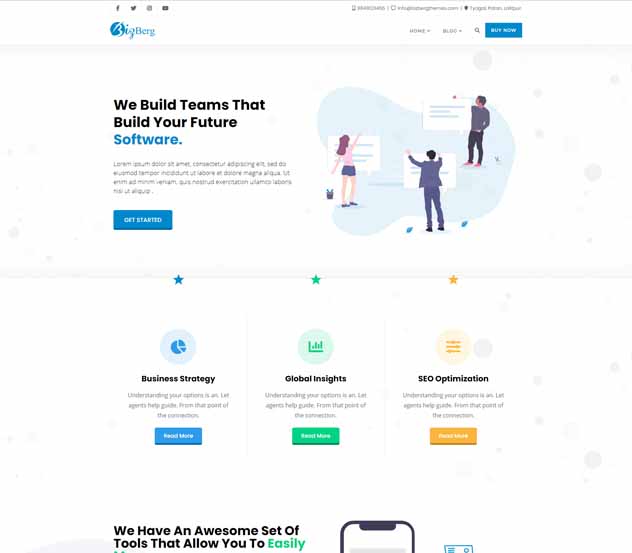 9849019456 | info@bizbergthemes.com | Tyagal, Patan, Lalitpur
BizBerg
HOME BLOG BUY NOW
We Build Teams That
Build Your Future
Software.
Lorem ipsum dolor sit amet, consectetur adipiscing elit, sed do
eiusmod tempor incididunt ut labore et dolore magna aliqua. Ut
enim ad minim veniam, quis nostrud exercitation ullamco laboris
nisi ut aliquip .
GET STARTED
Business Strategy Global Insights SEO Optimization
Understanding your options is an. Let Understanding your options is an. Let Understanding your options is an. Let
agents help guide. From that point of agents help guide. From that point of agents help guide. From that point of
the connection. the connection. the connection.
Read More Read More Read More
We Have An Awesome Set Of
Tools That Allow You To Easily